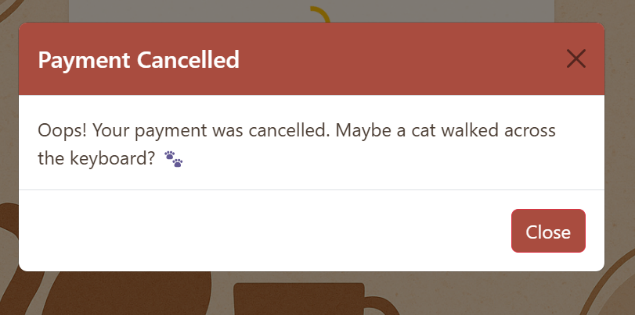 Payment Cancelled
Oops! Your payment was cancelled. Maybe a cat walked across
the keyboard? 🐾
Close